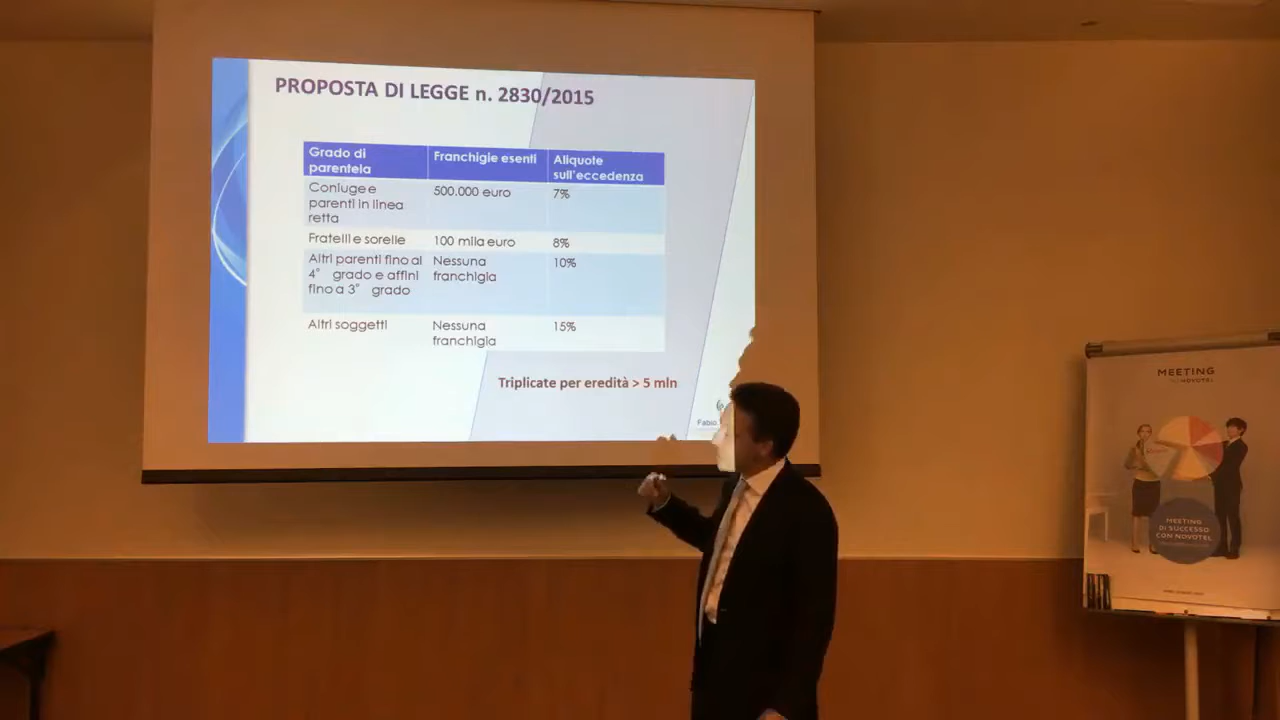 PROPOSTA DI LEGGE n. 2830/2015
Grado di
parentela
Franchigie esenti
Aliquote
sull'eccedenza
Coniuge e
parenti in linea
retta
500.000 euro
7%
Fratelli e sorelle
100 mila euro
8%
Altri parenti fino al
4° grado e affini
fino a 3° grado
Nessuna
franchigia
10%
Altri soggetti
Nessuna
franchigia
15%
Triplicate per eredità > 5 mln
Fabio
MEETING
NOVOTEL
MEETING
DI SUCCESSO
CON NOVOTEL